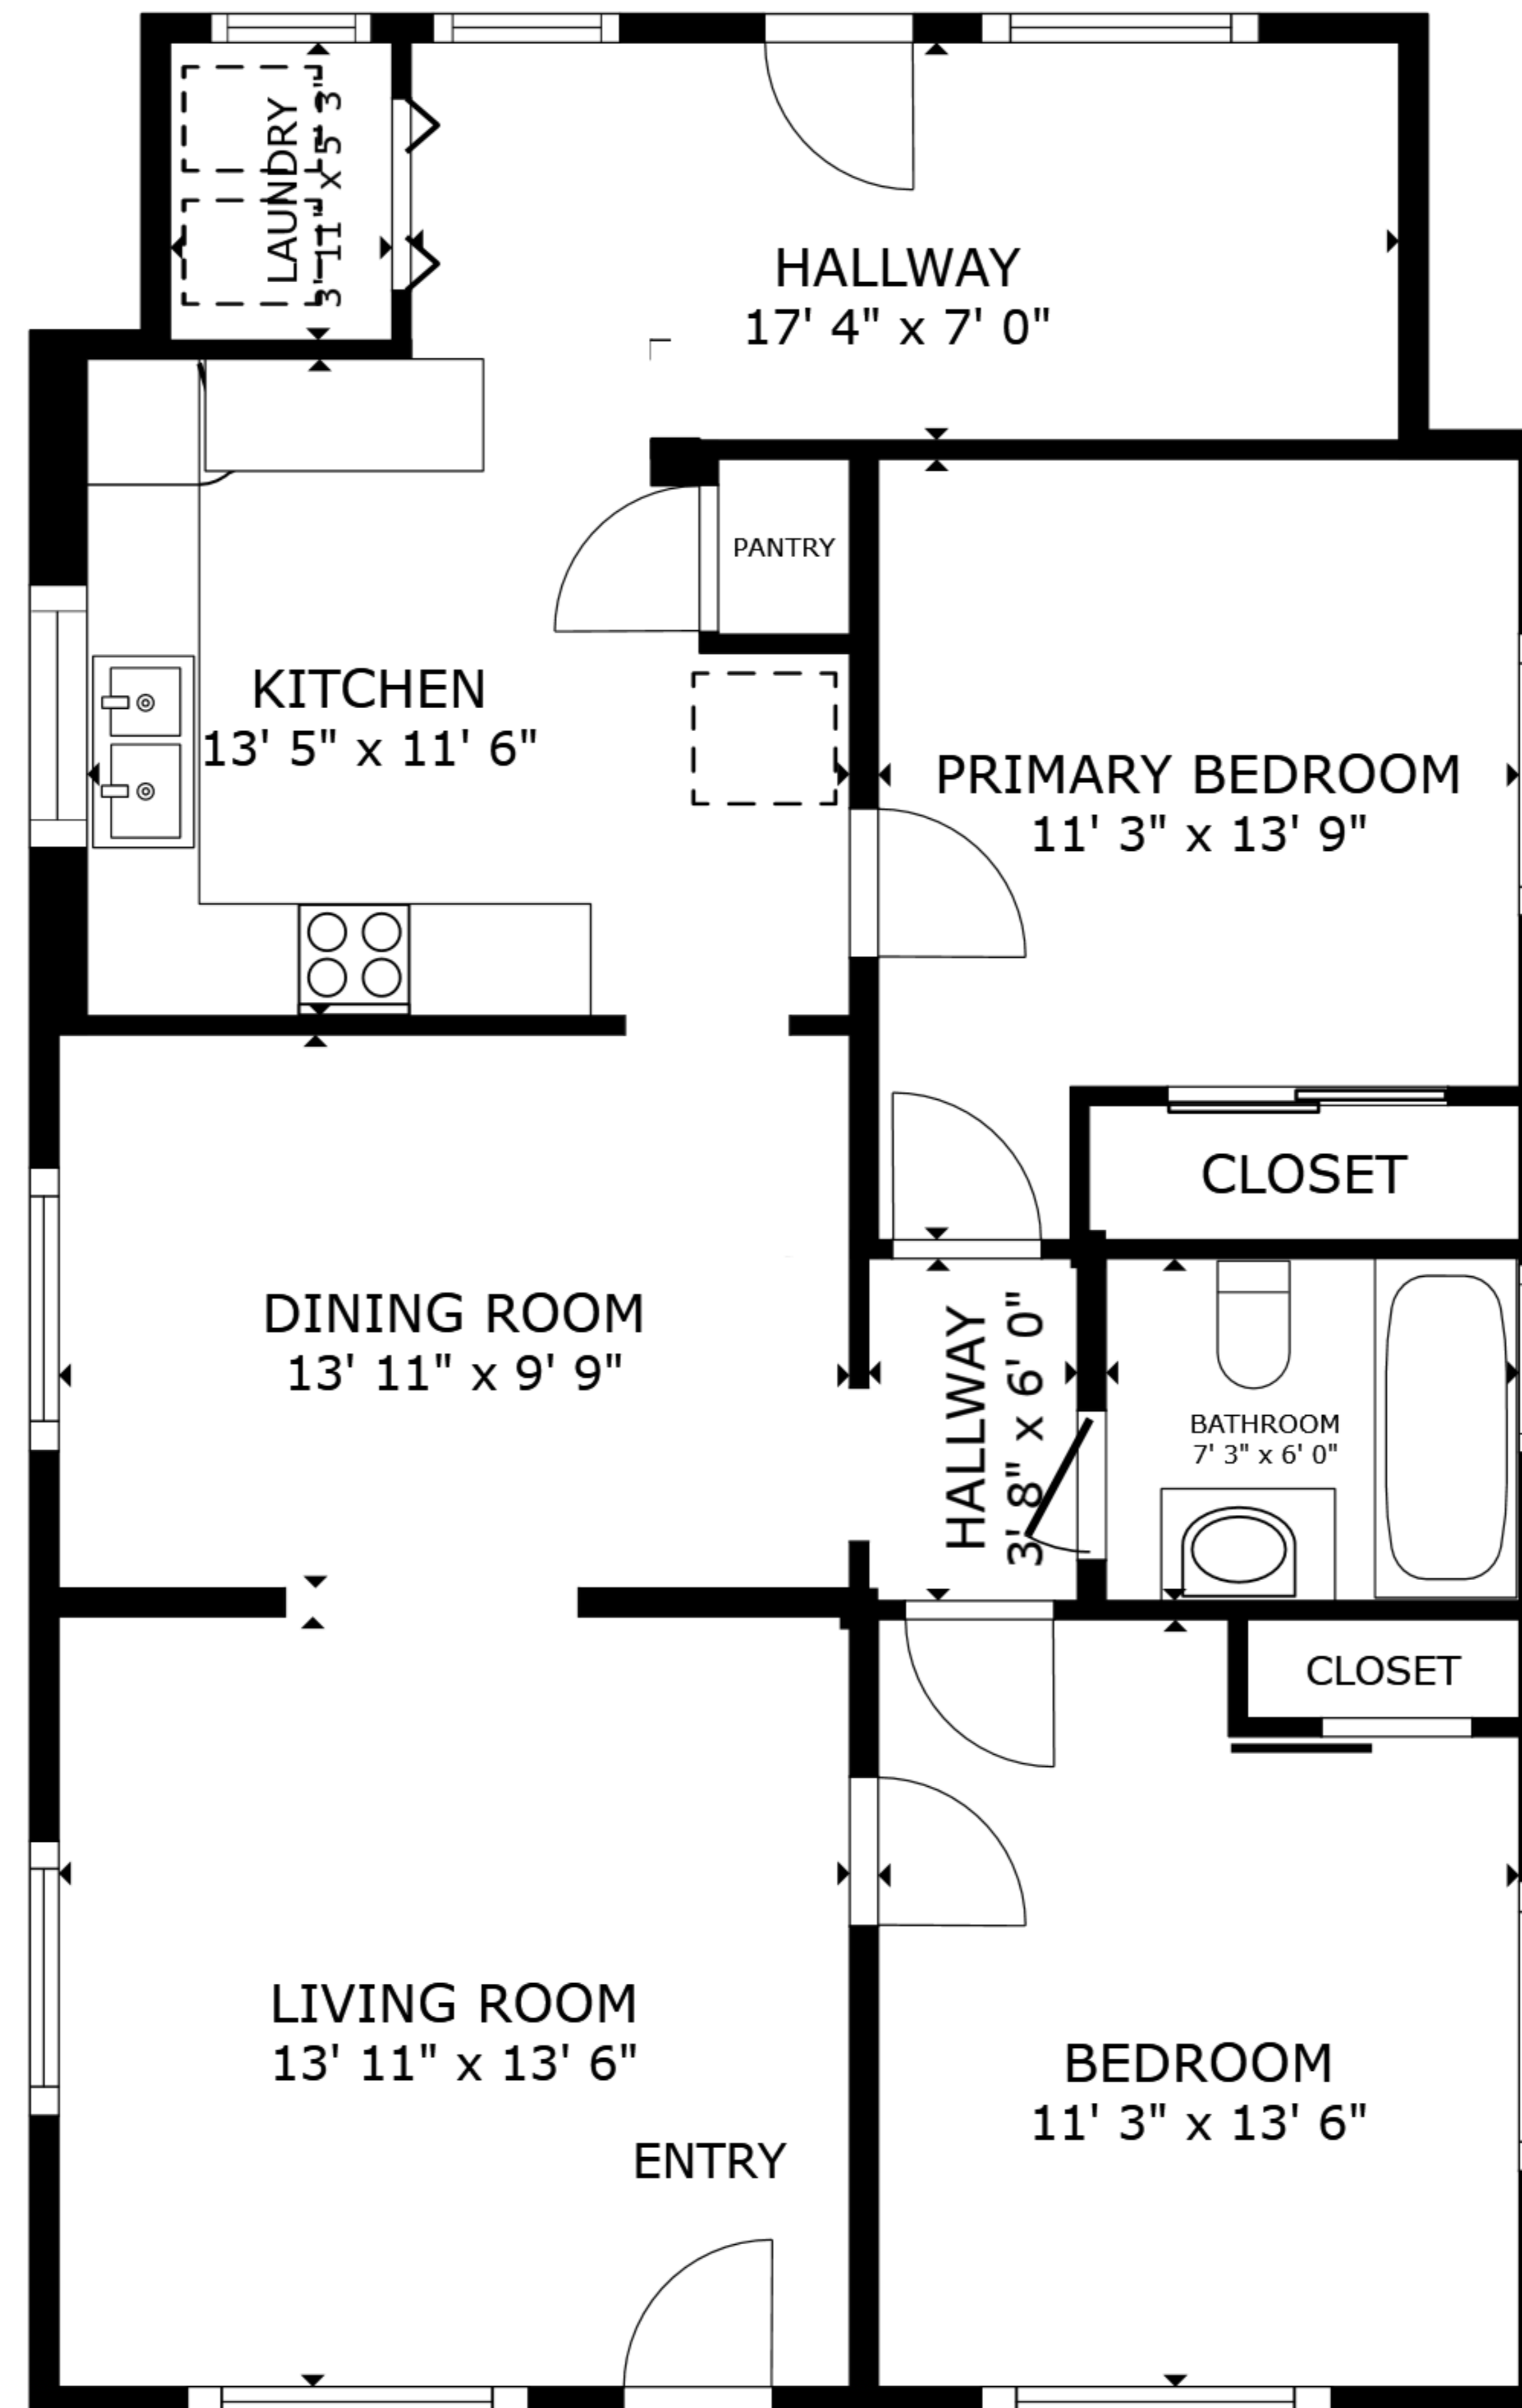 LAUNDRY
3' 11" x 5' 3"
HALLWAY
17' 4" x 7' 0"
PANTRY
KITCHEN
13' 5" x 11' 6"
PRIMARY BEDROOM
11' 3" x 13' 9"
CLOSET
DINING ROOM
13' 11" x 9' 9"
HALLWAY
3' 8" x 6' 0"
BATHROOM
7' 3" x 6' 0"
CLOSET
LIVING ROOM
13' 11" x 13' 6"
BEDROOM
11' 3" x 13' 6"
ENTRY